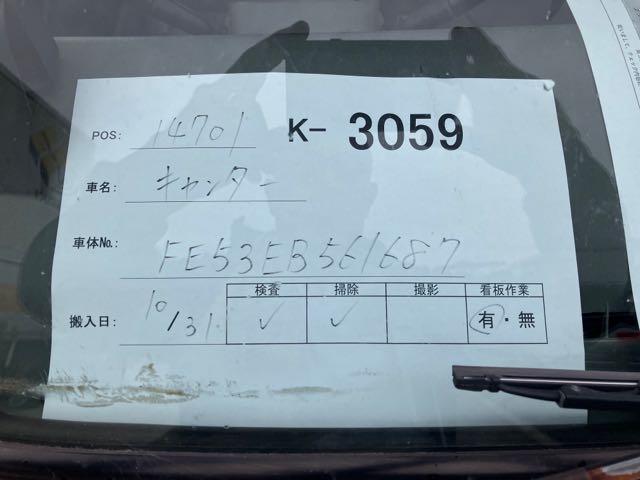 POS: 14701 K- 3059
車名: キャンター
車体No.: FE53EB561687
検査 掃除 撮影 看板作業
搬入日: 10/31 ✓ ✓ 有・無